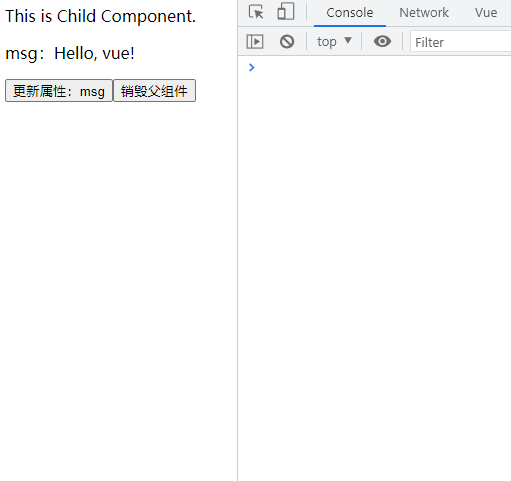 This is Child Component.
msg：Hello, vue!
更新属性：msg 销毁父组件
Console Network Vue
top ▼ Filter